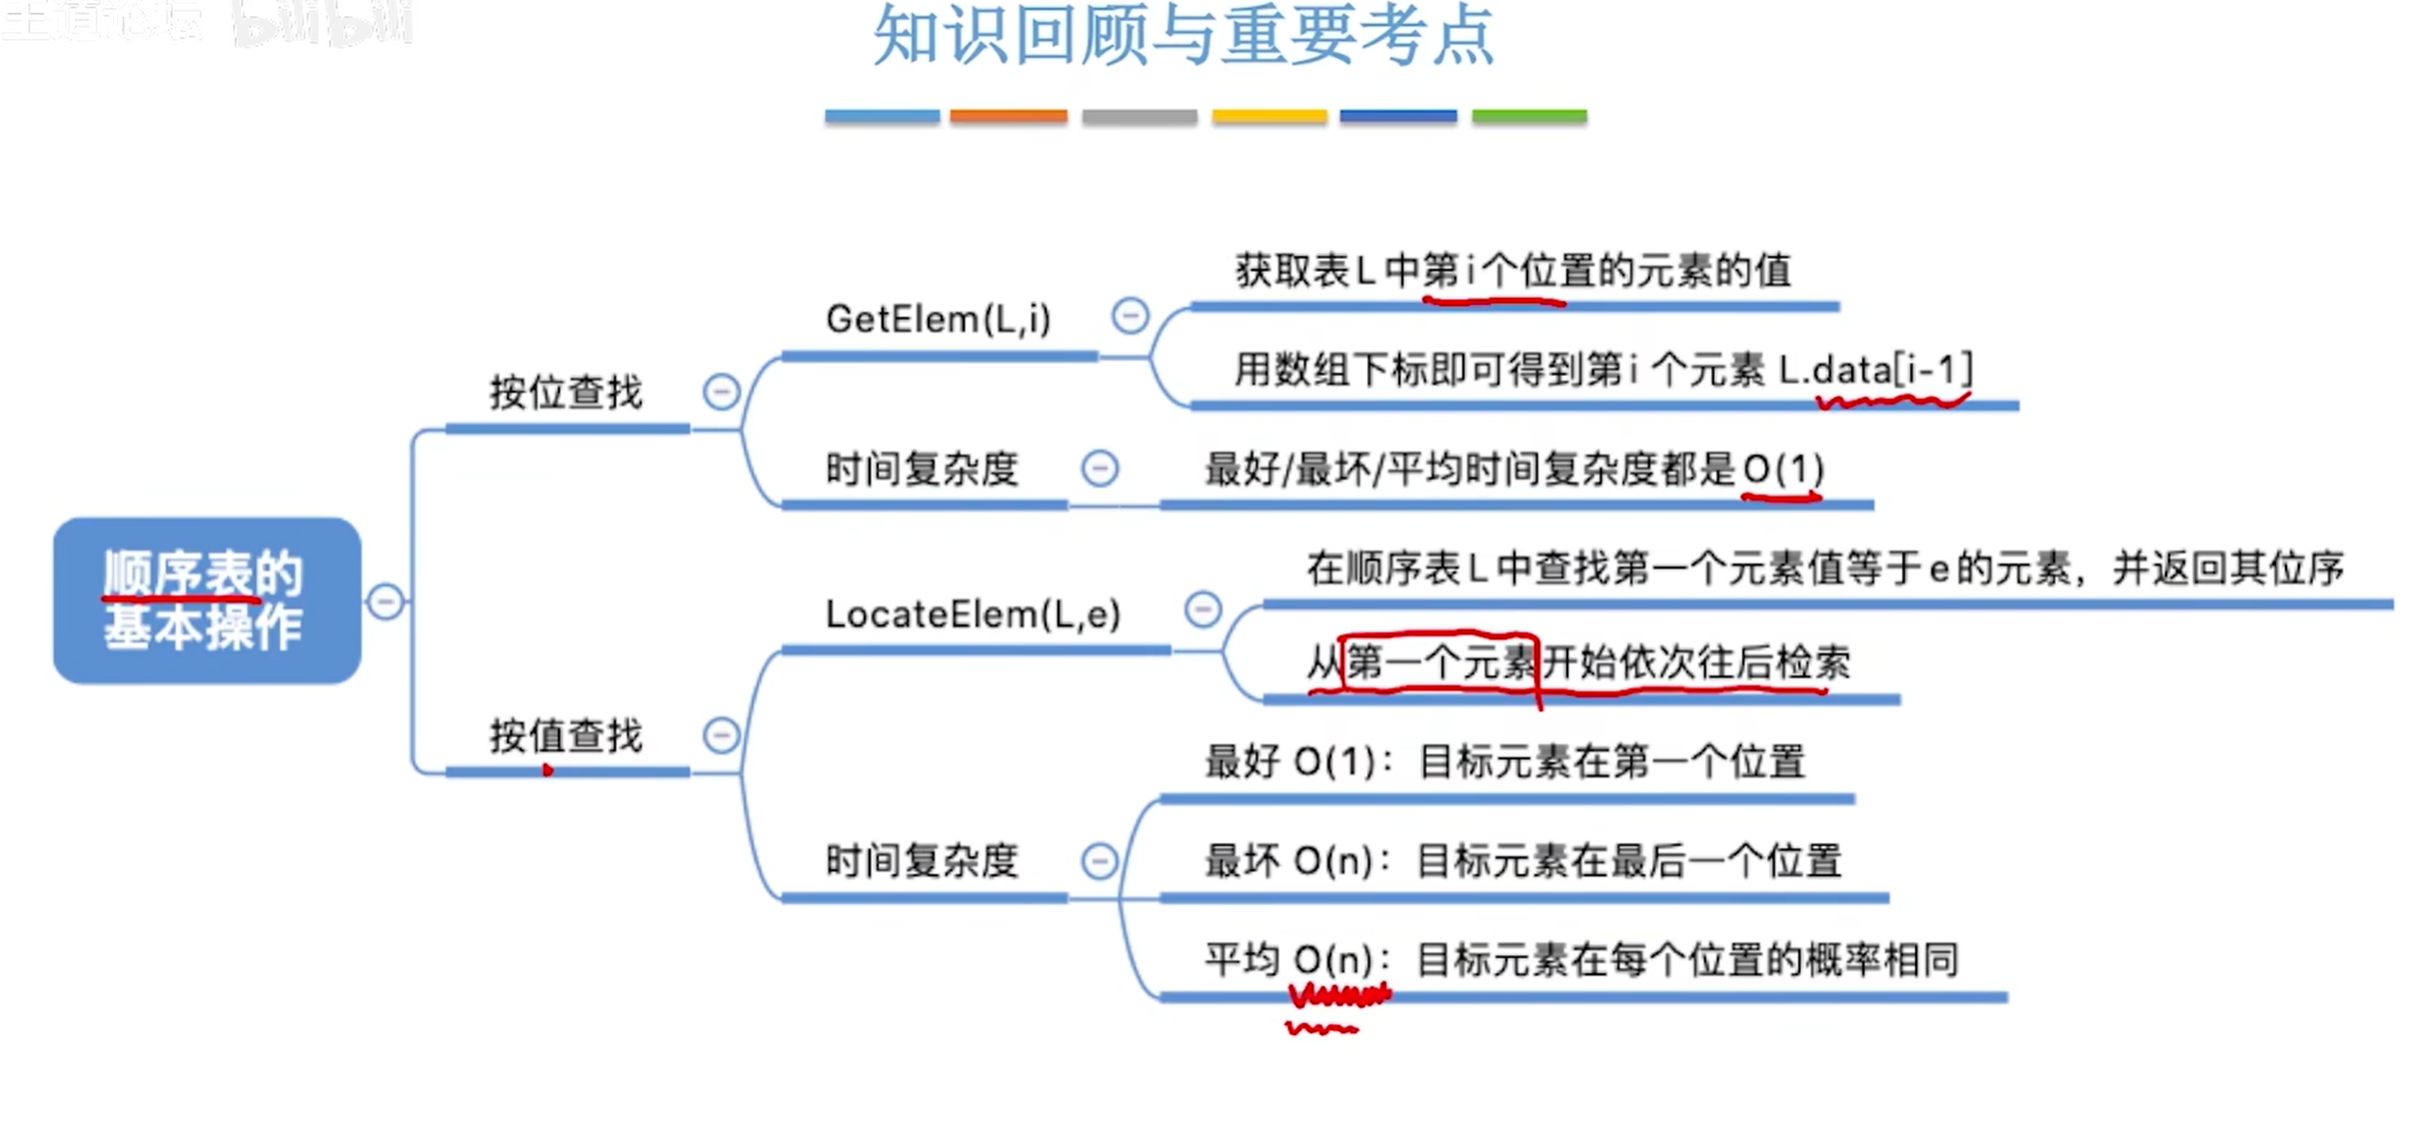 王道论坛 bilibili
知识回顾与重要考点
获取表L中第i个位置的元素的值
GetElem(L,i)
用数组下标即可得到第i个元素 L.data[i-1]
按位查找
时间复杂度
最好/最坏/平均时间复杂度都是O(1)
顺序表的
基本操作
在顺序表L中查找第一个元素值等于e的元素，并返回其位序
LocateElem(L,e)
从第一个元素开始依次往后检索
按值查找
最好 O(1)：目标元素在第一个位置
时间复杂度
最坏 O(n)：目标元素在最后一个位置
平均 O(n)：目标元素在每个位置的概率相同